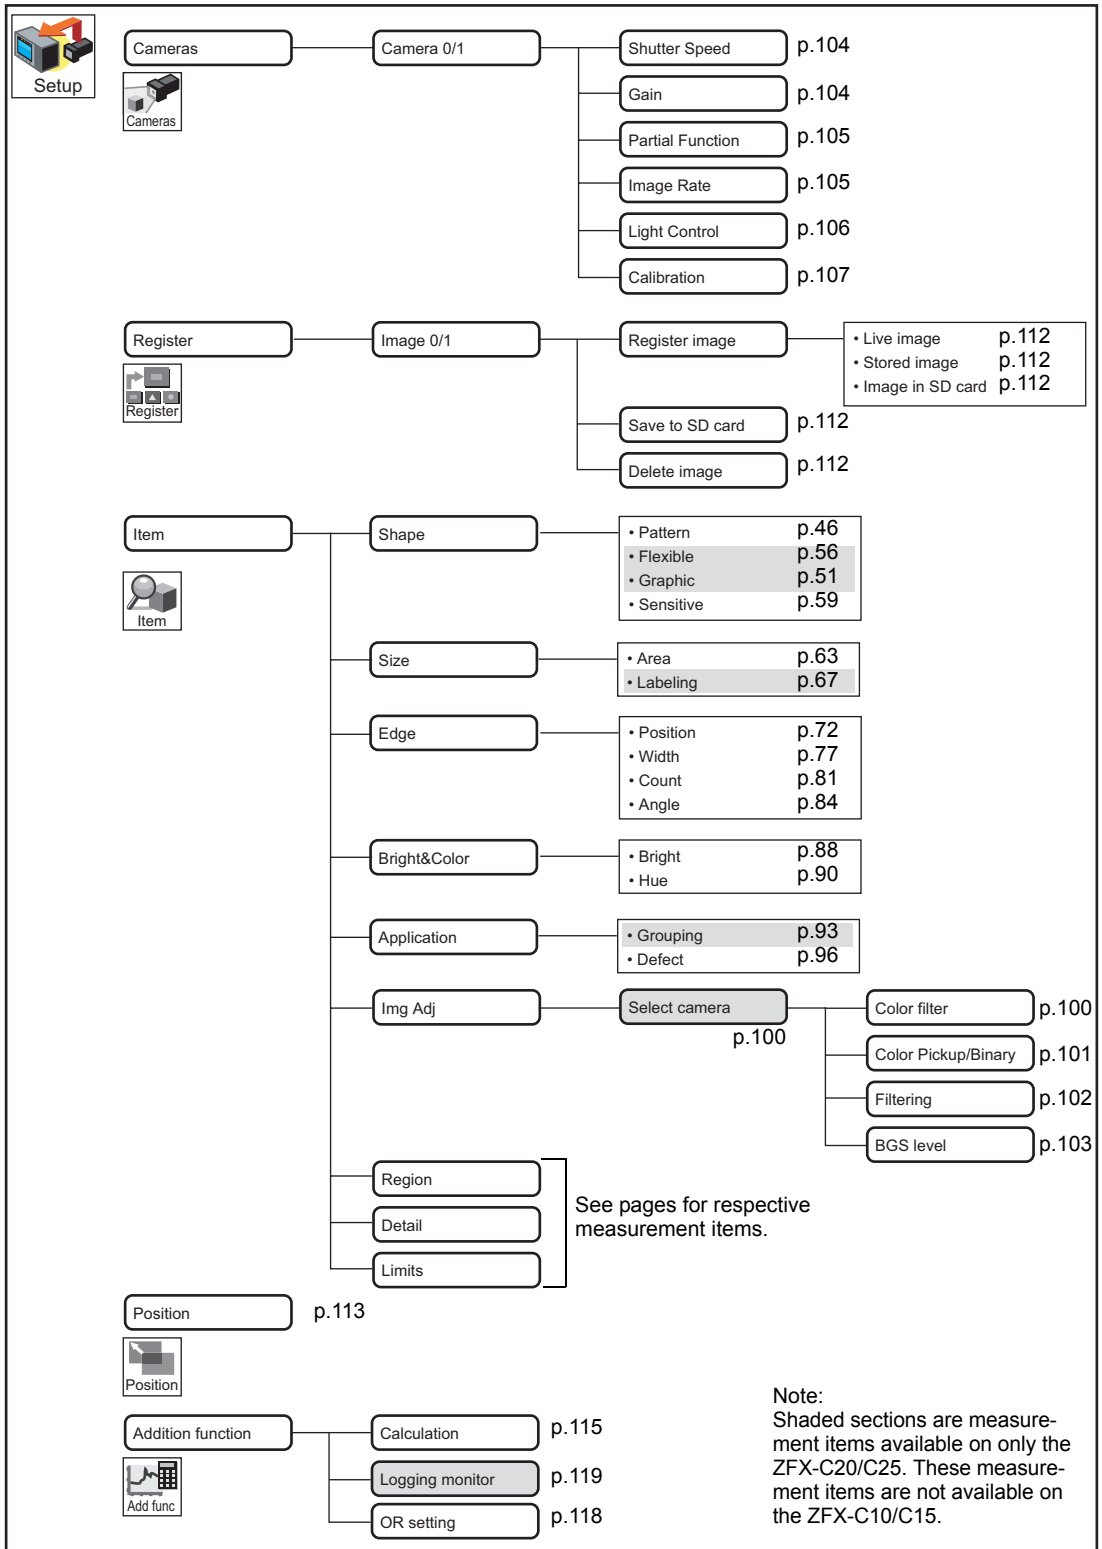 Setup
Cameras
Camera 0/1
Shutter Speed p.104
Cameras
Gain p.104
Partial Function p.105
Image Rate p.105
Light Control p.106
Calibration p.107
Register
Image 0/1
Register image
• Live image p.112
• Stored image p.112
• Image in SD card p.112
Register
Save to SD card p.112
Delete image p.112
Item
Shape
• Pattern p.46
• Flexible p.56
• Graphic p.51
• Sensitive p.59
Item
Size
• Area p.63
• Labeling p.67
Edge
• Position p.72
• Width p.77
• Count p.81
• Angle p.84
Bright&Color
• Bright p.88
• Hue p.90
Application
• Grouping p.93
• Defect p.96
Img Adj
Select camera
p.100
Color filter p.100
Color Pickup/Binary p.101
Filtering p.102
BGS level p.103
Region
Detail
Limits
See pages for respective
measurement items.
Position p.113
Position
Addition function
Calculation p.115
Add func
Logging monitor p.119
OR setting p.118
Note:
Shaded sections are measure-
ment items available on only the
ZFX-C20/C25. These measure-
ment items are not available on
the ZFX-C10/C15.